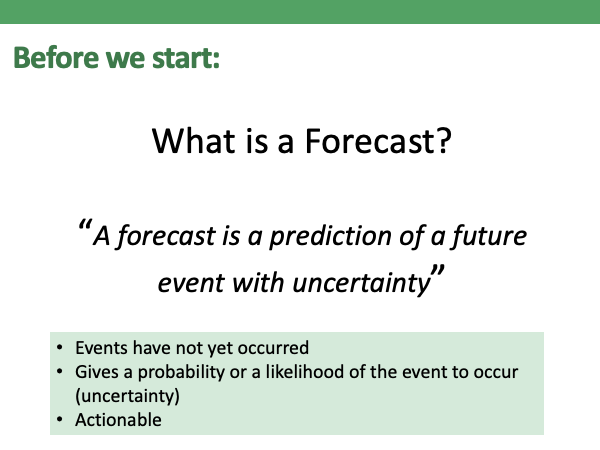 Before we start:
What is a Forecast?
“A forecast is a prediction of a future
event with uncertainty”
• Events have not yet occurred
• Gives a probability or a likelihood of the event to occur
(uncertainty)
• Actionable